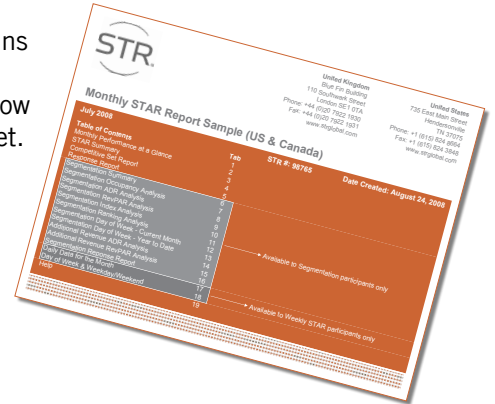 ns
ow
et.
STR
United Kingdom
Blue Fin Building
110 Southwark Street
London SE1 0TA
Phone: +44 (0)20 7922 1930
Fax: +44 (0)20 7922 1931
www.strglobal.com
United States
735 East Main Street
Hendersonville
TN 37075
Phone: +1 (615) 824 8664
Fax: +1 (615) 824 3848
www.strglobal.com
Monthly STAR Report Sample (US & Canada)
July 2008
STR #: 98765
Date Created: August 24, 2008
Tab
Table of Contents 1
Monthly Performance at a Glance 2
STAR Summary 3
Competitive Set Report 4
Response Report 5
Segmentation Summary 6
Segmentation Occupancy Analysis 7
Segmentation ADR Analysis 8
Segmentation RevPAR Analysis 9
Segmentation Index Analysis 10
Segmentation Ranking Analysis 11
Segmentation Day of Week - Current Month 12
Segmentation Day of Week - Year to Date 13
Additional Revenue ADR Analysis 14
Additional Revenue RevPAR Analysis 15
Segmentation Response Report 16
Daily Data for the Month 17
Day of Week & Weekday/Weekend 18
Help 19
Available to Segmentation participants only
Available to Weekly STAR participants only